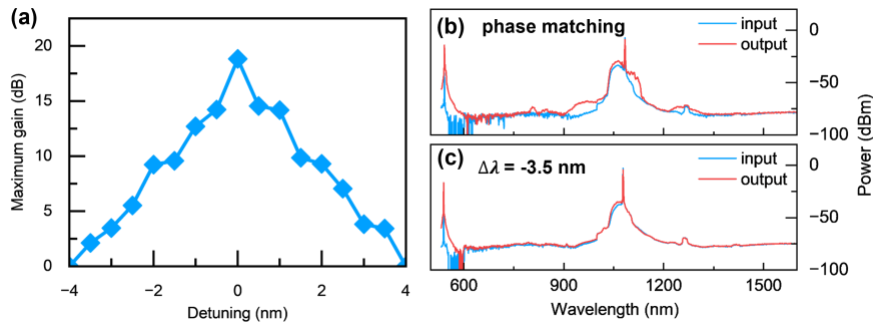 (a)
20
15
10
5
0
Maximum gain (dB)
−4
−2
0
2
4
Detuning (nm)
(b) phase matching
input
output
0
−50
−100
(c) Δλ = -3.5 nm
input
output
0
−50
−100
Power (dBm)
600
900
1200
1500
Wavelength (nm)